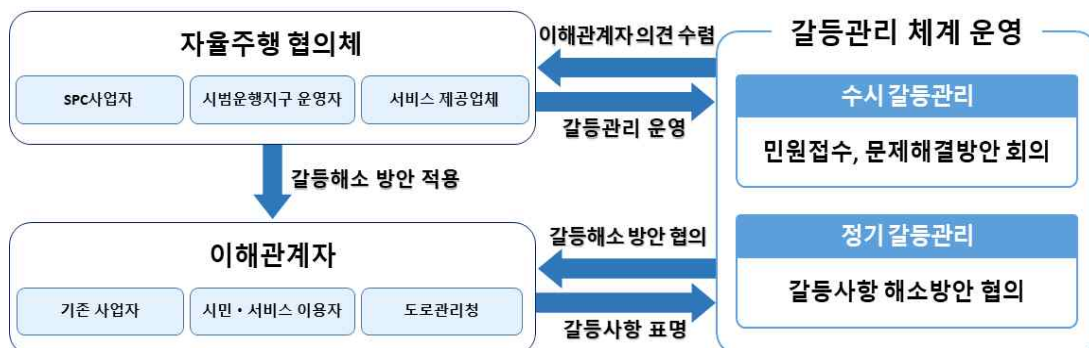 자율주행 협의체
SPC사업자
시범운행지구 운영자
서비스 제공업체
이해관계자 의견 수렴
갈등관리 운영
갈등해소 방안 적용
이해관계자
기존 사업자
시민・서비스 이용자
도로관리청
갈등해소 방안 협의
갈등사항 표명
갈등관리 체계 운영
수시 갈등관리
민원접수, 문제해결방안 회의
정기 갈등관리
갈등사항 해소방안 협의